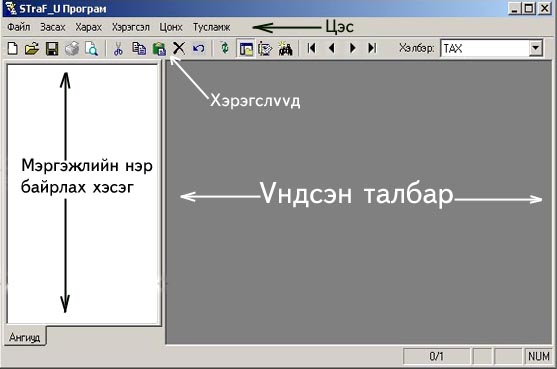 STraF_U Програм
Файл Засах Харах Хэрэгсэл Цонх Тусламж
Цэс
Хэлбэр: TAX
Хэрэгслvvд
Мэргэжлийн нэр
байрлах хэсэг
Vндсэн талбар
Ангиуд
0/1 NUM